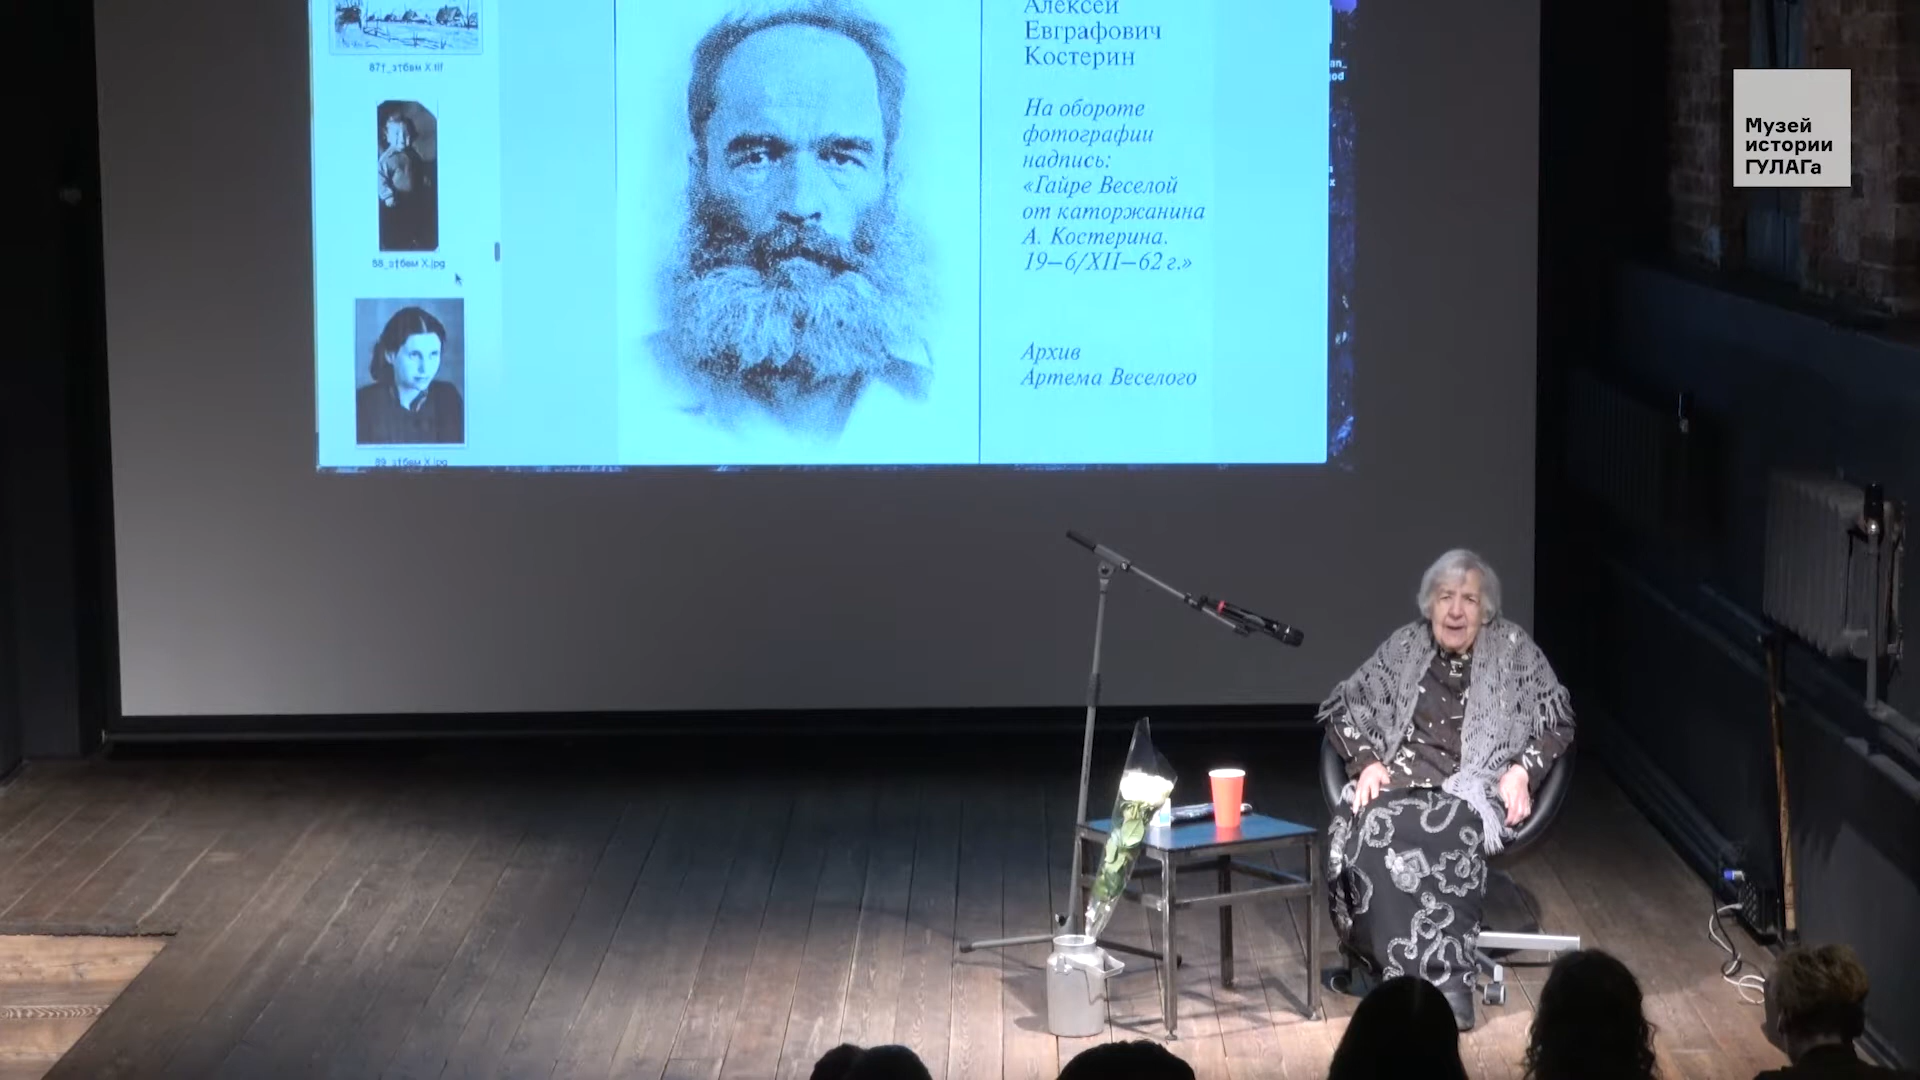 Алексей
Евграфович
Костерин
На обороте
фотографии
надпись:
«Гайре Веселой
от каторжанина
А. Костерина.
19—6/XII—62 г.»
Архив
Артема Веселого
Музей
истории
ГУЛАГа